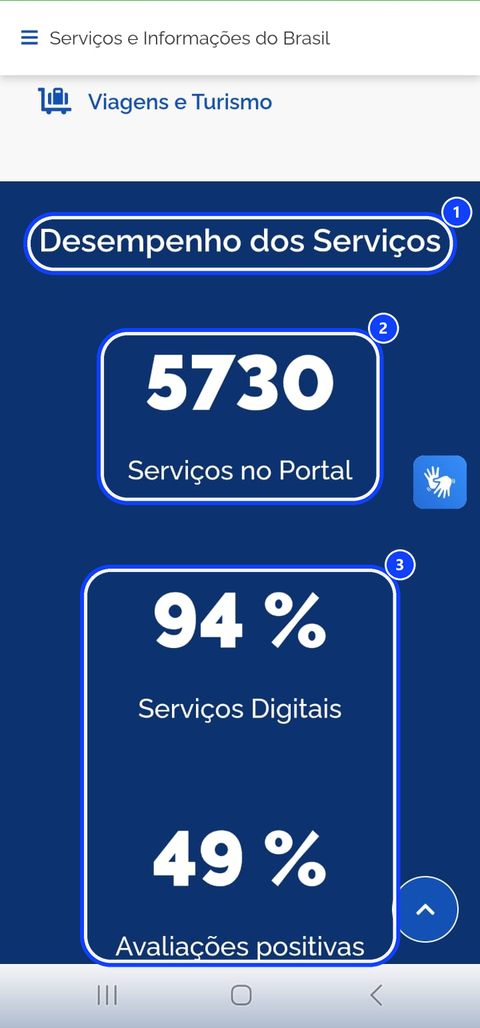 Serviços e Informações do Brasil
Viagens e Turismo
1
Desempenho dos Serviços
2
5730
Serviços no Portal
3
94 %
Serviços Digitais
49 %
Avaliações positivas